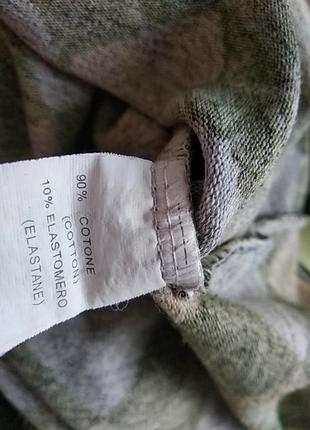 90% COTONE
(COTTON)
10% ELASTOMERO
(ELASTANE)